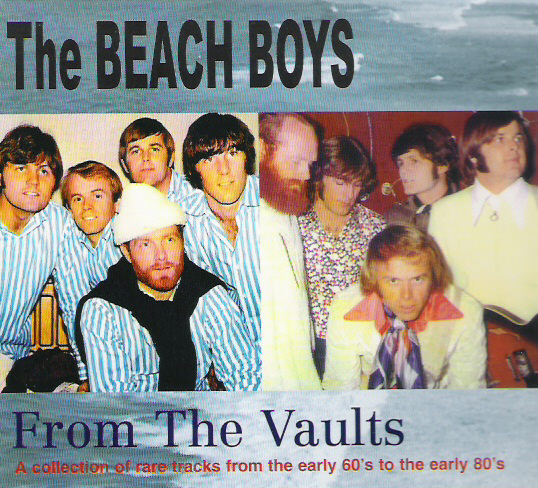 The BEACH BOYS
From The Vaults
A collection of rare tracks from the early 60's to the early 80's